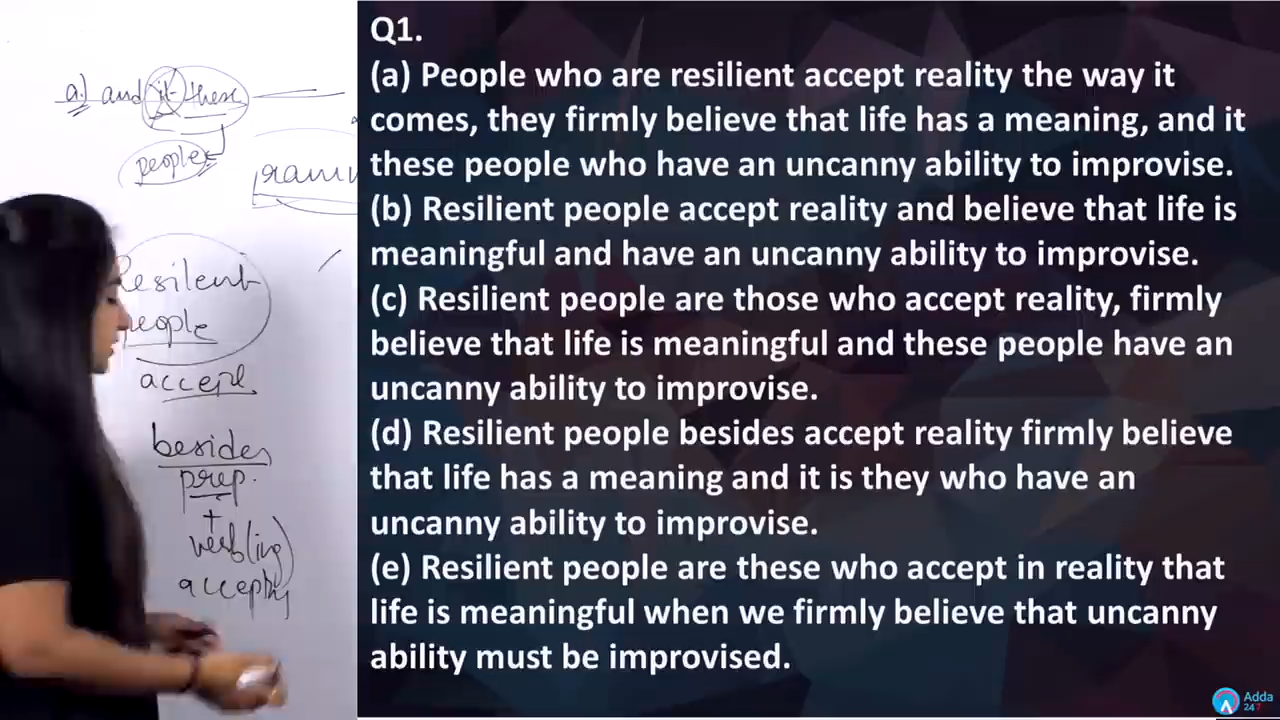 a.) and it these
people
Resilent
people
accept
besides
prep.
+
verb(ing)
accepting
Q1.
(a) People who are resilient accept reality the way it
comes, they firmly believe that life has a meaning, and it
these people who have an uncanny ability to improvise.
(b) Resilient people accept reality and believe that life is
meaningful and have an uncanny ability to improvise.
(c) Resilient people are those who accept reality, firmly
believe that life is meaningful and these people have an
uncanny ability to improvise.
(d) Resilient people besides accept reality firmly believe
that life has a meaning and it is they who have an
uncanny ability to improvise.
(e) Resilient people are these who accept in reality that
life is meaningful when we firmly believe that uncanny
ability must be improvised.
Adda
247